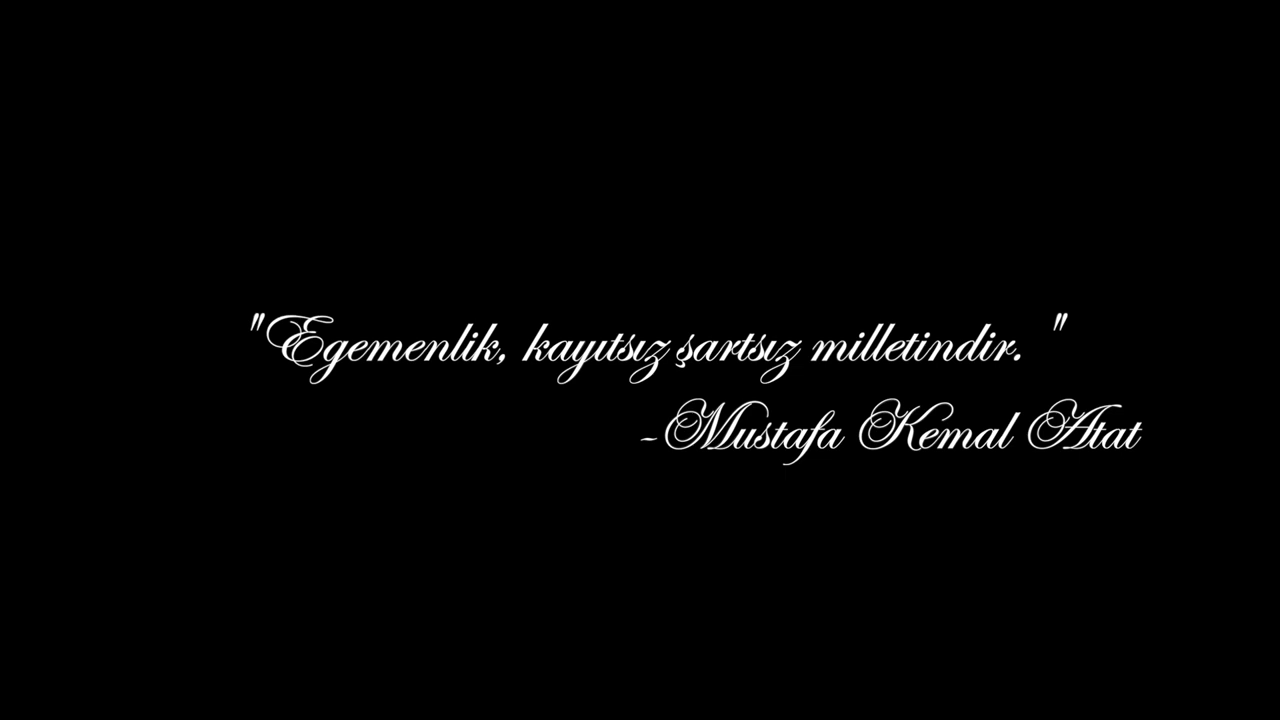 "Egemenlik, kayıtsız şartsız milletindir."
-Mustafa Kemal Atat